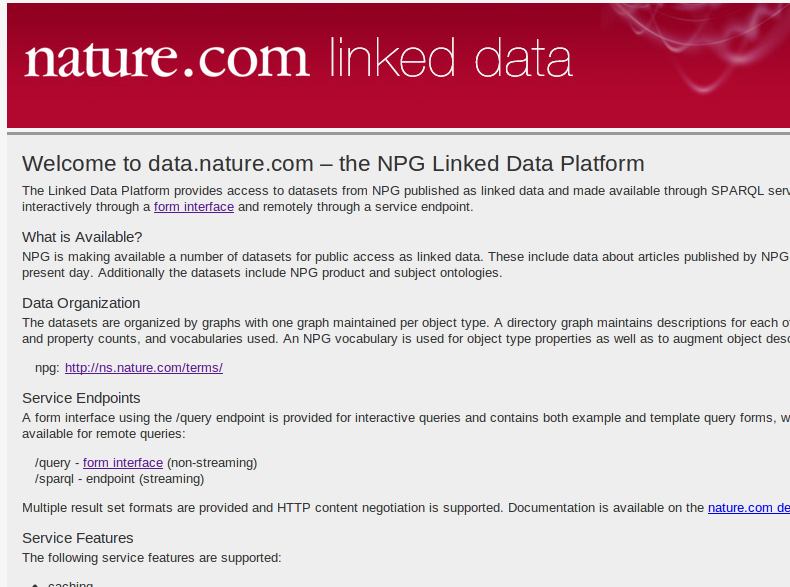 nature.com linked data
Welcome to data.nature.com – the NPG Linked Data Platform
The Linked Data Platform provides access to datasets from NPG published as linked data and made available through SPARQL
interactively through a form interface and remotely through a service endpoint.
What is Available?
NPG is making available a number of datasets for public access as linked data. These include data about articles published by NPG
present day. Additionally the datasets include NPG product and subject ontologies.
Data Organization
The datasets are organized by graphs with one graph maintained per object type. A directory graph maintains descriptions for each
and property counts, and vocabularies used. An NPG vocabulary is used for object type properties as well as to augment object
npg: http://ns.nature.com/terms/
Service Endpoints
A form interface using the /query endpoint is provided for interactive queries and contains both example and template query forms,
available for remote queries:
/query - form interface (non-streaming)
/sparql - endpoint (streaming)
Multiple result set formats are provided and HTTP content negotiation is supported. Documentation is available on the nature.com
Service Features
The following service features are supported:
caching